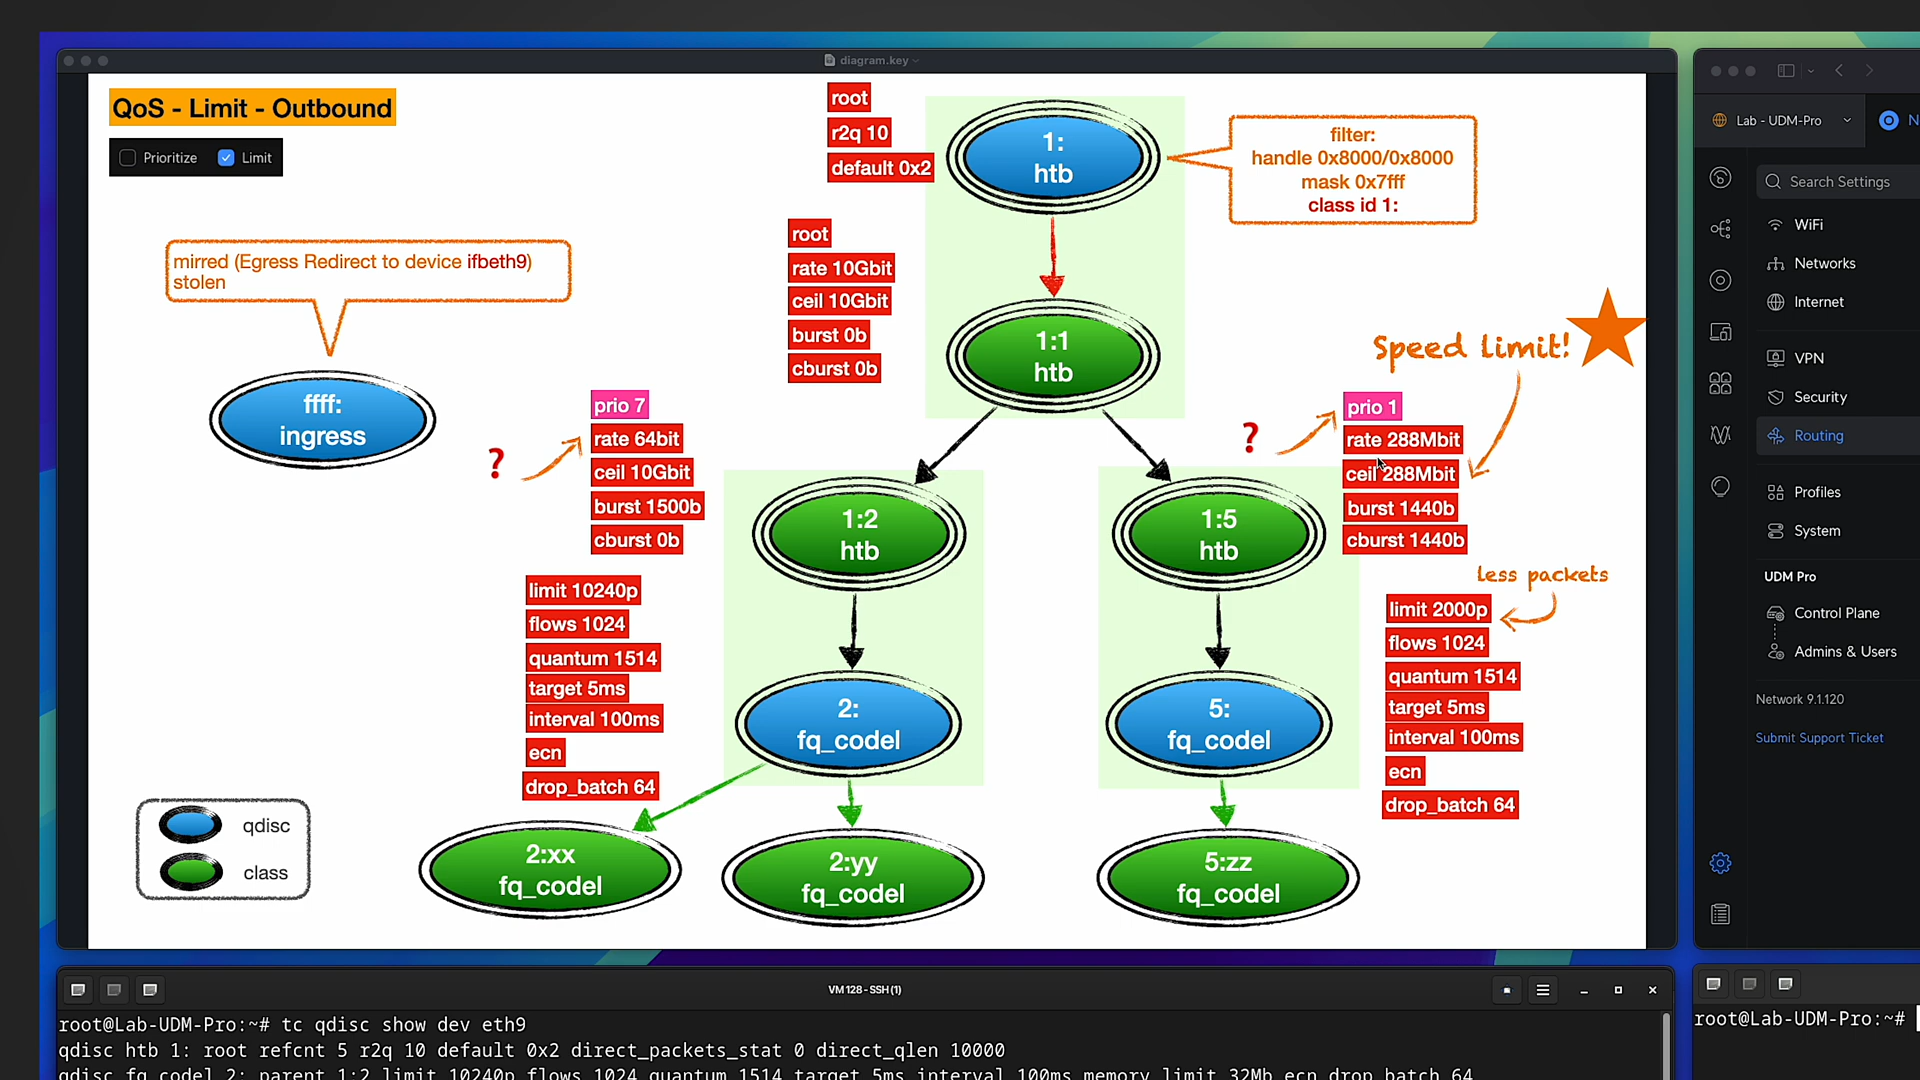 diagram.key
QoS - Limit - Outbound
Prioritize
Limit
root
r2q 10
default 0x2
1:
htb
filter:
handle 0x8000/0x8000
mask 0x7fff
class id 1:
mirred (Egress Redirect to device ifbeth9)
stolen
ffff:
ingress
root
rate 10Gbit
ceil 10Gbit
burst 0b
cburst 0b
1:1
htb
Speed limit!
?
prio 7
rate 64bit
ceil 10Gbit
burst 1500b
cburst 0b
1:2
htb
?
prio 1
rate 288Mbit
ceil 288Mbit
burst 1440b
cburst 1440b
1:5
htb
limit 10240p
flows 1024
quantum 1514
target 5ms
interval 100ms
ecn
drop_batch 64
2:
fq_codel
less packets
limit 2000p
flows 1024
quantum 1514
target 5ms
interval 100ms
ecn
drop_batch 64
5:
fq_codel
2:xx
fq_codel
2:yy
fq_codel
5:zz
fq_codel
qdisc
class
Lab - UDM-Pro
N
Search Settings
WiFi
Networks
Internet
VPN
Security
Routing
Profiles
System
UDM Pro
Control Plane
Admins & Users
Network 9.1.120
Submit Support Ticket
VM 128 - SSH (1)
root@Lab-UDM-Pro:~# tc qdisc show dev eth9
qdisc htb 1: root refcnt 5 r2q 10 default 0x2 direct_packets_stat 0 direct_qlen 10000
qdisc fq_codel 2: parent 1:2 limit 10240p flows 1024 quantum 1514 target 5ms interval 100ms memory_limit 32Mb ecn drop_batch 64
root@Lab-UDM-Pro:~#